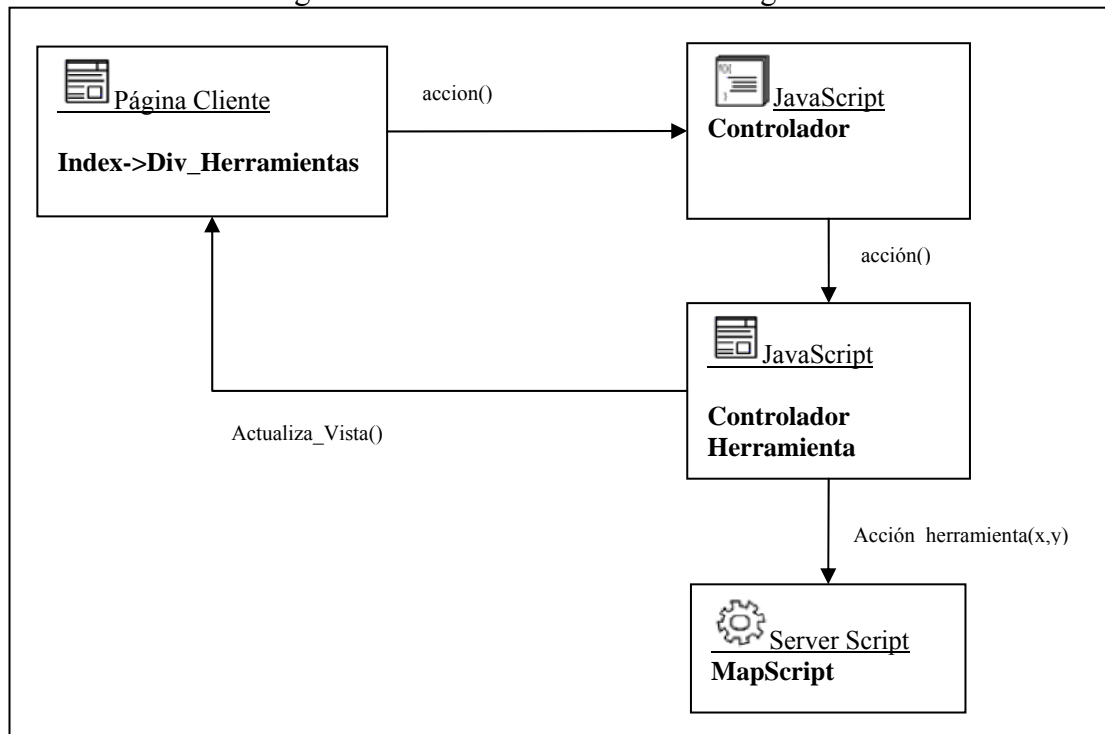 Página Cliente
Index->Div_Herramientas
accion()
JavaScript
Controlador
acción()
JavaScript
Controlador
Herramienta
Actualiza_Vista()
Acción herramienta(x,y)
Server Script
MapScript